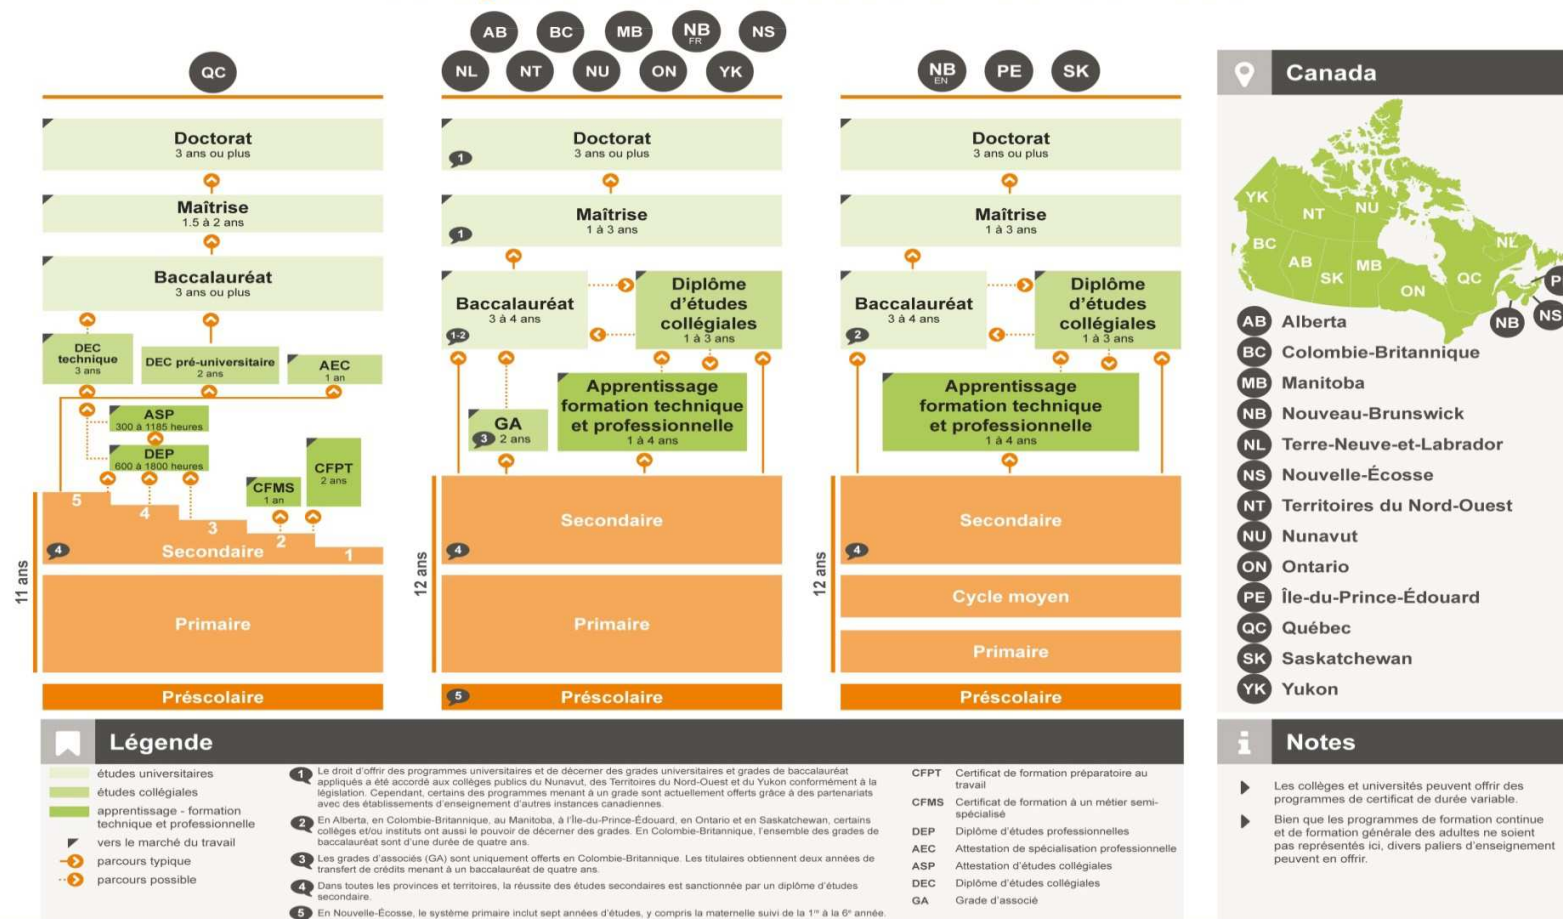 QC
Doctorat
3 ans ou plus
Maîtrise
1.5 à 2 ans
Baccalauréat
3 ans ou plus
DEC
technique
3 ans
DEC pré-universitaire
2 ans
AEC
1 an
ASP
300 à 1185 heures
DEP
600 à 1800 heures
CFMS
1 an
CFPT
2 ans
5
4
3
2
1
4
Secondaire
11 ans
Primaire
Préscolaire
AB
BC
MB
NB
FR
NS
NL
NT
NU
ON
YK
Doctorat
3 ans ou plus
1
Maîtrise
1 à 3 ans
1
Baccalauréat
3 à 4 ans
1-2
Diplôme
d'études
collégiales
1 à 3 ans
GA
3 2 ans
Apprentissage
formation technique
et professionnelle
1 à 4 ans
Secondaire
4
12 ans
Primaire
5
Préscolaire
NB
EN
PE
SK
Doctorat
3 ans ou plus
Maîtrise
1 à 3 ans
Baccalauréat
3 à 4 ans
2
Diplôme
d'études
collégiales
1 à 3 ans
Apprentissage
formation technique
et professionnelle
1 à 4 ans
Secondaire
4
12 ans
Cycle moyen
Primaire
Préscolaire
Canada
YK
NT
NU
BC
AB
SK
MB
ON
QC
NL
P
NB
NS
AB Alberta
BC Colombie-Britannique
MB Manitoba
NB Nouveau-Brunswick
NL Terre-Neuve-et-Labrador
NS Nouvelle-Écosse
NT Territoires du Nord-Ouest
NU Nunavut
ON Ontario
PE Île-du-Prince-Édouard
QC Québec
SK Saskatchewan
YK Yukon
Légende
études universitaires
études collégiales
apprentissage - formation
technique et professionnelle
vers le marché du travail
parcours typique
parcours possible
1 Le droit d'offrir des programmes universitaires et de décerner des grades universitaires et grades de baccalauréat
appliqués a été accordé aux collèges publics du Nunavut, des Territoires du Nord-Ouest et du Yukon conformément à la
législation. Cependant, certains des programmes menant à un grade sont actuellement offerts grâce à des partenariats
avec des établissements d'enseignement d'autres instances canadiennes.
2 En Alberta, en Colombie-Britannique, au Manitoba, à l'Île-du-Prince-Édouard, en Ontario et en Saskatchewan, certains
collèges et/ou instituts ont aussi le pouvoir de décerner des grades. En Colombie-Britannique, l'ensemble des grades de
baccalauréat sont d'une durée de quatre ans.
3 Les grades d'associés (GA) sont uniquement offerts en Colombie-Britannique. Les titulaires obtiennent deux années de
transfert de crédits menant à un baccalauréat de quatre ans.
4 Dans toutes les provinces et territoires, la réussite des études secondaires est sanctionnée par un diplôme d'études
secondaire.
5 En Nouvelle-Écosse, le système primaire inclut sept années d'études, y compris la maternelle suivi de la 1re à la 6e année.
CFPT Certificat de formation préparatoire au
travail
CFMS Certificat de formation à un métier semi-
spécialisé
DEP Diplôme d'études professionnelles
AEC Attestation de spécialisation professionnelle
ASP Attestation d'études collégiales
DEC Diplôme d'études collégiales
GA Grade d'associé
Notes
Les collèges et universités peuvent offrir des
programmes de certificat de durée variable.
Bien que les programmes de formation continue
et de formation générale des adultes ne soient
pas représentés ici, divers paliers d'enseignement
peuvent en offrir.